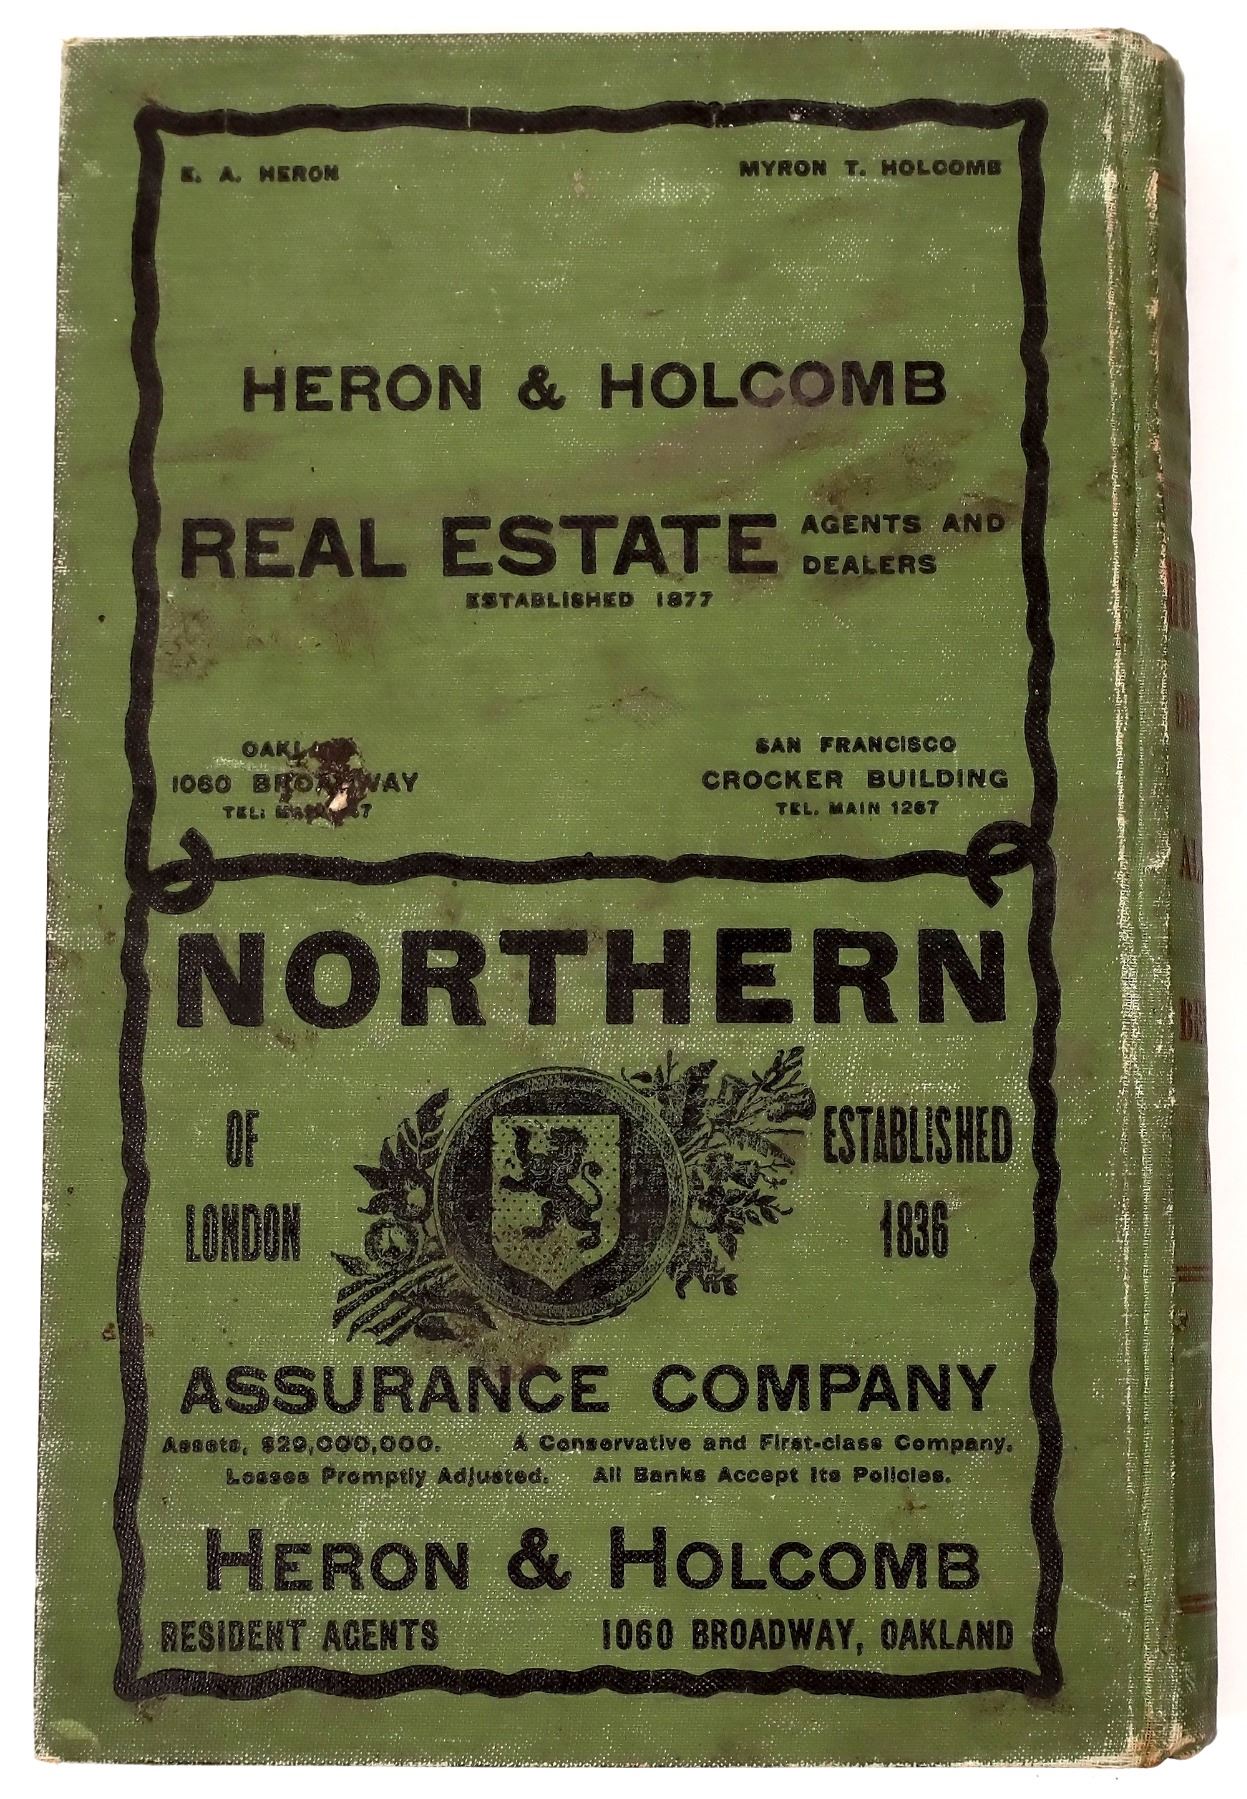 E. A. HERON MYRON T. HOLCOMB
HERON & HOLCOMB
REAL ESTATE AGENTS AND
DEALERS
ESTABLISHED 1877
SAN FRANCISCO
1060 BROADWAY CROCKER BUILDING
TEL. MAIN 1267
NORTHERN
OF ESTABLISHED
LONDON 1836
ASSURANCE COMPANY
Assets, $29,000,000. A Conservative and First-class Company.
Losses Promptly Adjusted. All Banks Accept Its Policies.
HERON & HOLCOMB
RESIDENT AGENTS 1060 BROADWAY, OAKLAND